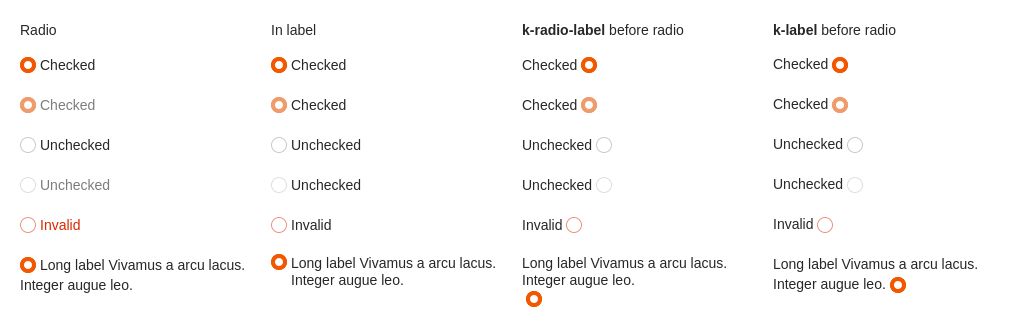 Radio
Checked
Checked
Unchecked
Unchecked
Invalid
Long label Vivamus a arcu lacus.
Integer augue leo.
In label
Checked
Checked
Unchecked
Unchecked
Invalid
Long label Vivamus a arcu lacus.
Integer augue leo.
k-radio-label before radio
Checked
Checked
Unchecked
Unchecked
Invalid
Long label Vivamus a arcu lacus.
Integer augue leo.
k-label before radio
Checked
Checked
Unchecked
Unchecked
Invalid
Long label Vivamus a arcu lacus.
Integer augue leo.